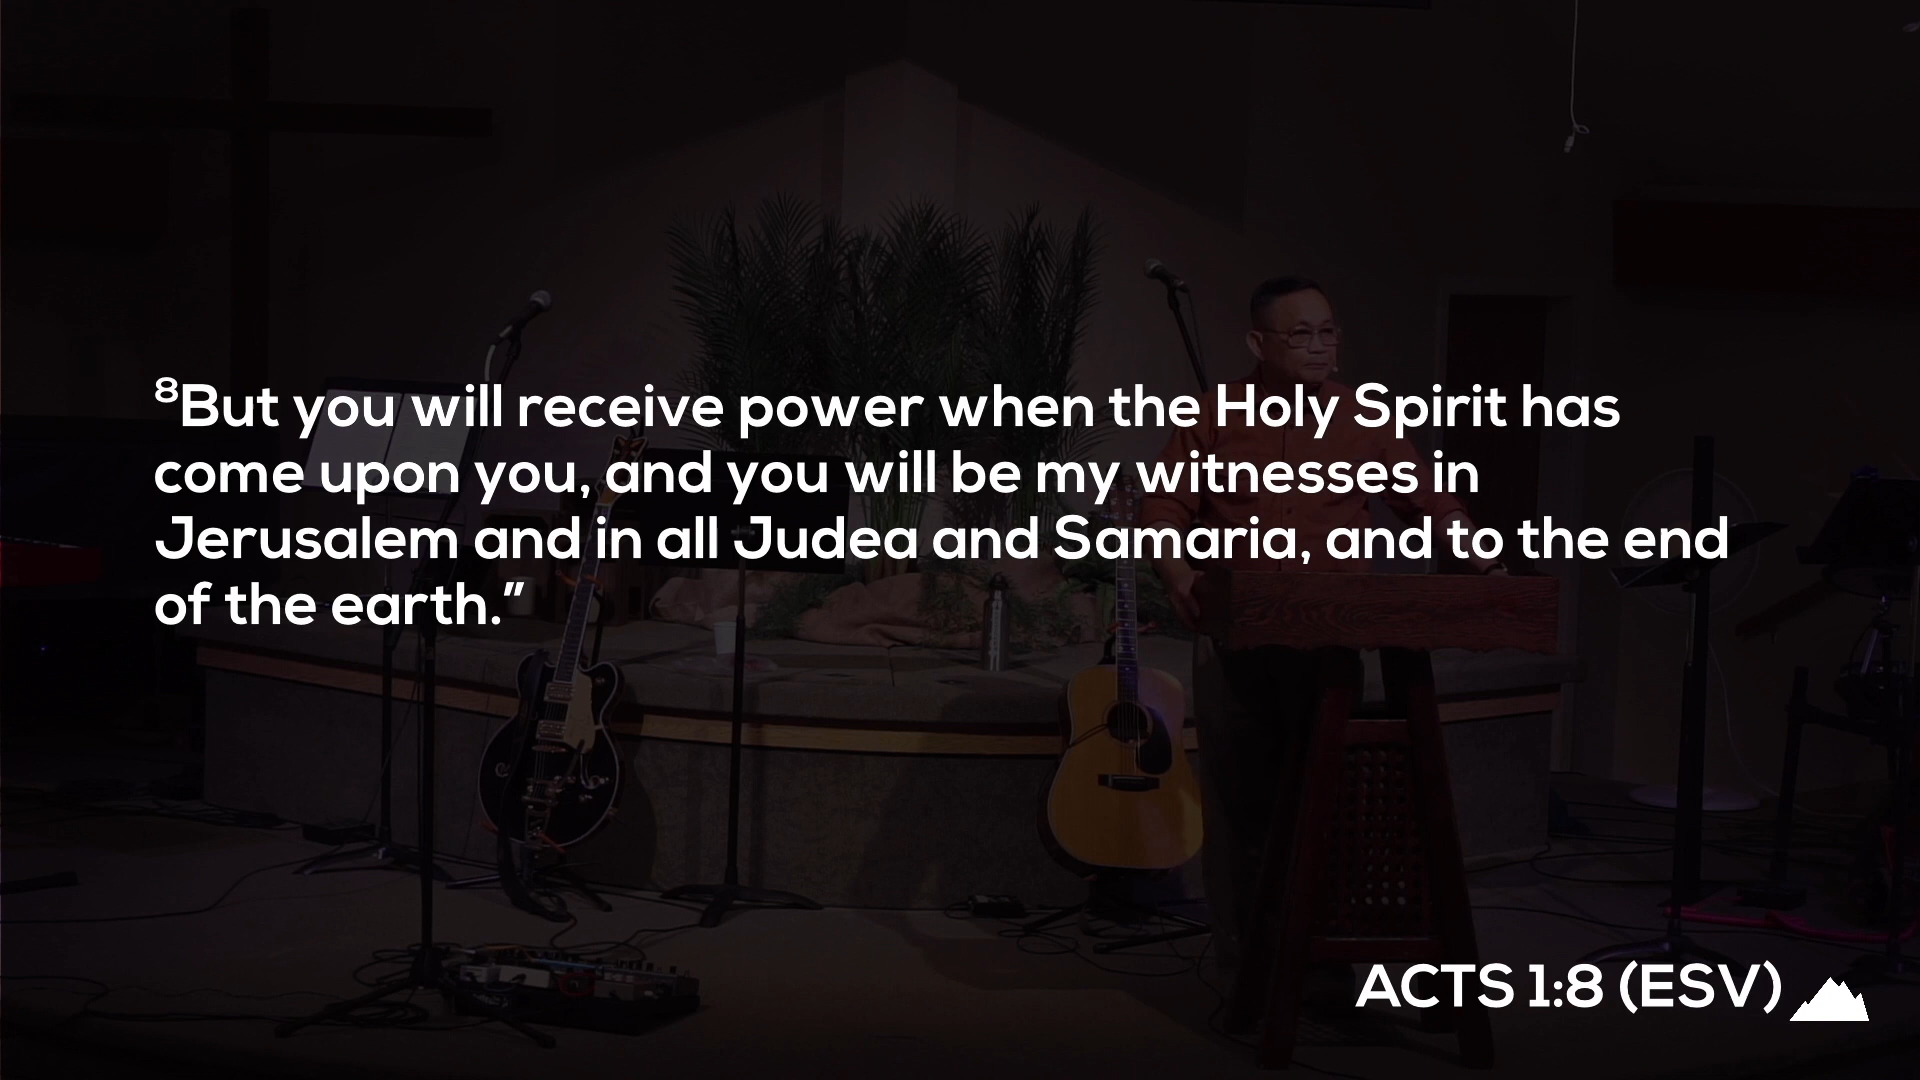 ⁸But you will receive power when the Holy Spirit has
come upon you, and you will be my witnesses in
Jerusalem and in all Judea and Samaria, and to the end
of the earth.”
ACTS 1:8 (ESV)